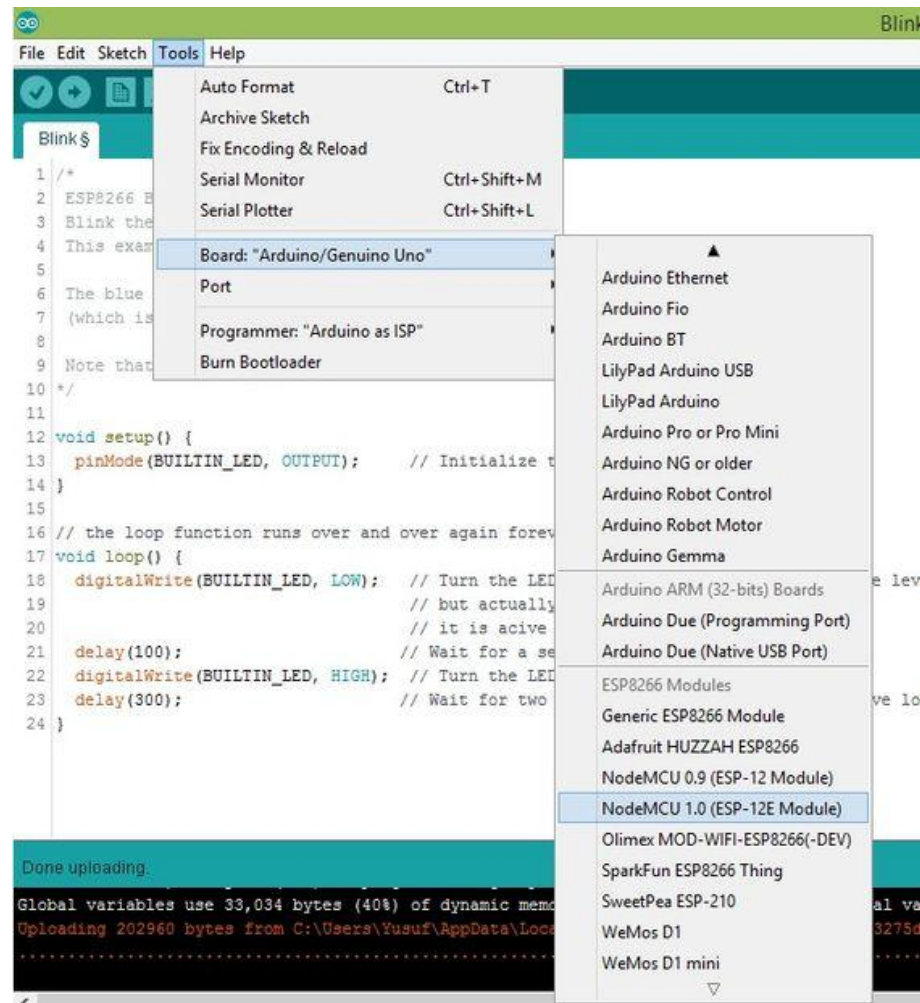 Blink
File Edit Sketch Tools Help
Blink §
Auto Format Ctrl+T
Archive Sketch
Fix Encoding & Reload
Serial Monitor Ctrl+Shift+M
Serial Plotter Ctrl+Shift+L
Board: "Arduino/Genuino Uno"
Port
Programmer: "Arduino as ISP"
Burn Bootloader
Arduino Ethernet
Arduino Fio
Arduino BT
LilyPad Arduino USB
LilyPad Arduino
Arduino Pro or Pro Mini
Arduino NG or older
Arduino Robot Control
Arduino Robot Motor
Arduino Gemma
Arduino ARM (32-bits) Boards
Arduino Due (Programming Port)
Arduino Due (Native USB Port)
ESP8266 Modules
Generic ESP8266 Module
Adafruit HUZZAH ESP8266
NodeMCU 0.9 (ESP-12 Module)
NodeMCU 1.0 (ESP-12E Module)
Olimex MOD-WIFI-ESP8266(-DEV)
SparkFun ESP8266 Thing
SweetPea ESP-210
WeMos D1
WeMos D1 mini
1 /*
2 ESP8266 B
3 Blink the
4 This exam
5
6 The blue
7 (which is
8
9 Note that
10 */
11
12 void setup() {
13 pinMode(BUILTIN_LED, OUTPUT); // Initialize t
14 }
15
16 // the loop function runs over and over again forev
17 void loop() {
18 digitalWrite(BUILTIN_LED, LOW); // Turn the LED e lev
19 // but actually
20 // it is acive
21 delay(100); // Wait for a se
22 digitalWrite(BUILTIN_LED, HIGH); // Turn the LED
23 delay(300); // Wait for two ve lo
24 }
Done uploading.
Global variables use 33,034 bytes (40%) of dynamic memo al va
Uploading 202960 bytes from C:\Users\Yusuf\AppData\Loca 3275d